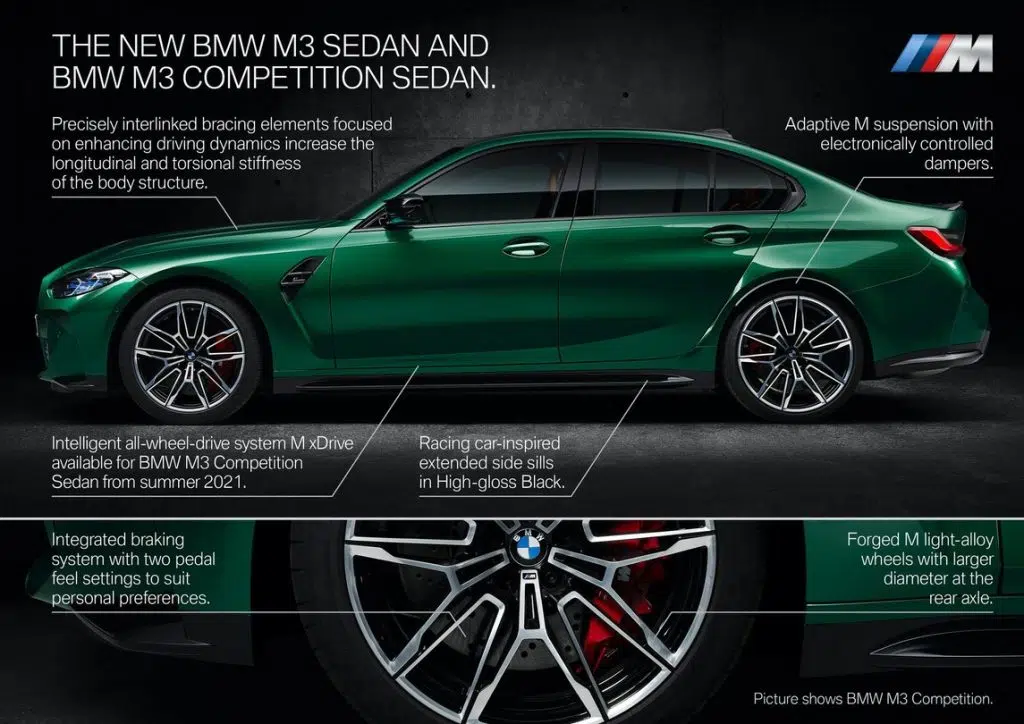 THE NEW BMW M3 SEDAN AND
BMW M3 COMPETITION SEDAN.
M
Precisely interlinked bracing elements focused
on enhancing driving dynamics increase the
longitudinal and torsional stiffness
of the body structure.
Adaptive M suspension with
electronically controlled
dampers.
Intelligent all-wheel-drive system M xDrive
available for BMW M3 Competition
Sedan from summer 2021.
Racing car-inspired
extended side sills
in High-gloss Black.
Integrated braking
system with two pedal
feel settings to suit
personal preferences.
BMW
M
Forged M light-alloy
wheels with larger
diameter at the
rear axle.
Picture shows BMW M3 Competition.